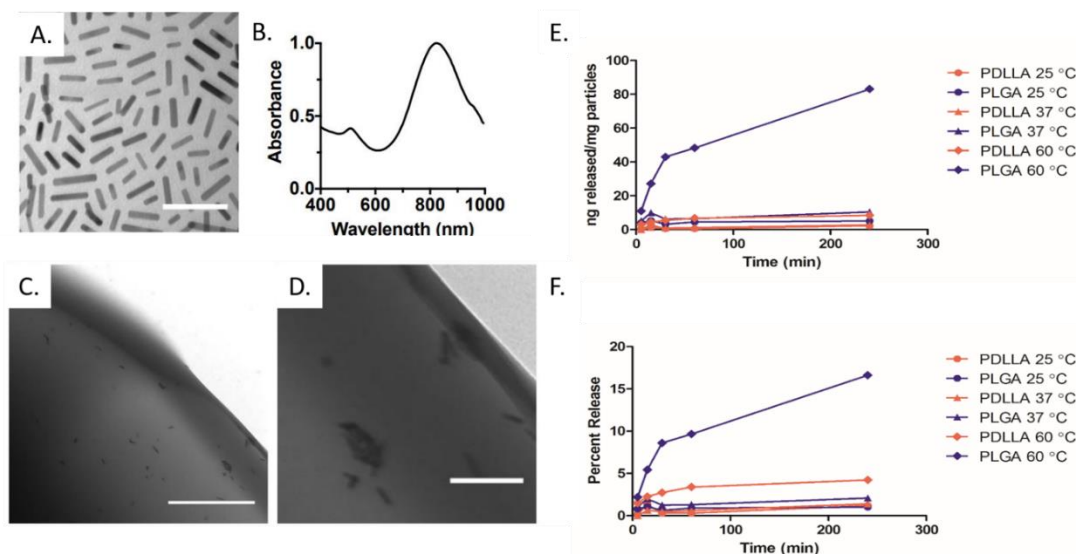 A.
B.
Absorbance
1.0
0.5
0.0
400 600 800 1000
Wavelength (nm)
C.
D.
E.
ng released/mg particles
100
80
60
40
20
0
0 100 200 300
Time (min)
PDLLA 25 °C
PLGA 25 °C
PDLLA 37 °C
PLGA 37 °C
PDLLA 60 °C
PLGA 60 °C
F.
Percent Release
20
15
10
5
0
0 100 200 300
Time (min)
PDLLA 25 °C
PLGA 25 °C
PDLLA 37 °C
PLGA 37 °C
PDLLA 60 °C
PLGA 60 °C